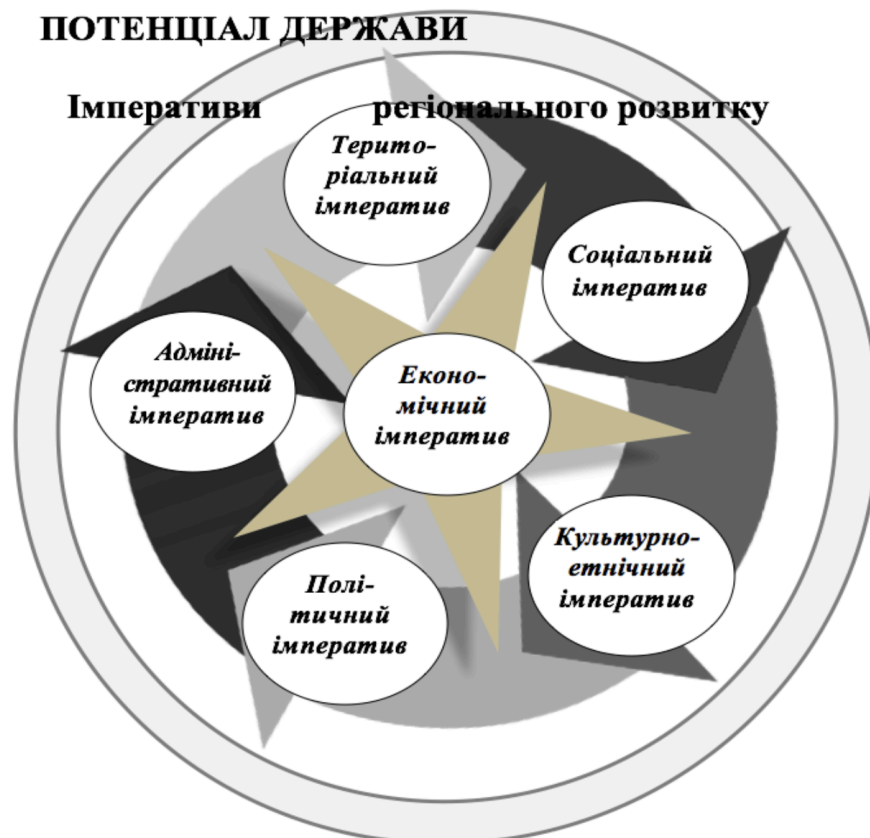 ПОТЕНЦІАЛ ДЕРЖАВИ
Імперативи регіонального розвитку
Терито-
ріальний
імператив
Соціальний
імператив
Адміні-
стративний
імператив
Еконо-
мічний
імператив
Культурно-
етнічний
імператив
Полі-
тичний
імператив